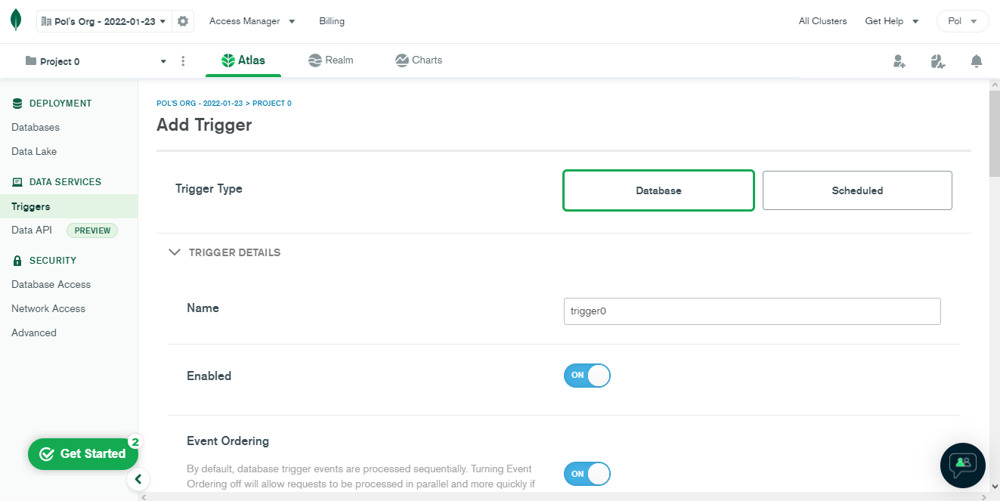 Pol's Org - 2022-01-23
Access Manager
Billing
All Clusters
Get Help
Pol
Project 0
Atlas
Realm
Charts
DEPLOYMENT
Databases
Data Lake
DATA SERVICES
Triggers
Data API
PREVIEW
SECURITY
Database Access
Network Access
Advanced
Get Started
2
POL'S ORG - 2022-01-23 > PROJECT 0
Add Trigger
Trigger Type
Database
Scheduled
TRIGGER DETAILS
Name
trigger0
Enabled
ON
Event Ordering
By default, database trigger events are processed sequentially. Turning Event
Ordering off will allow requests to be processed in parallel and more quickly if
ON